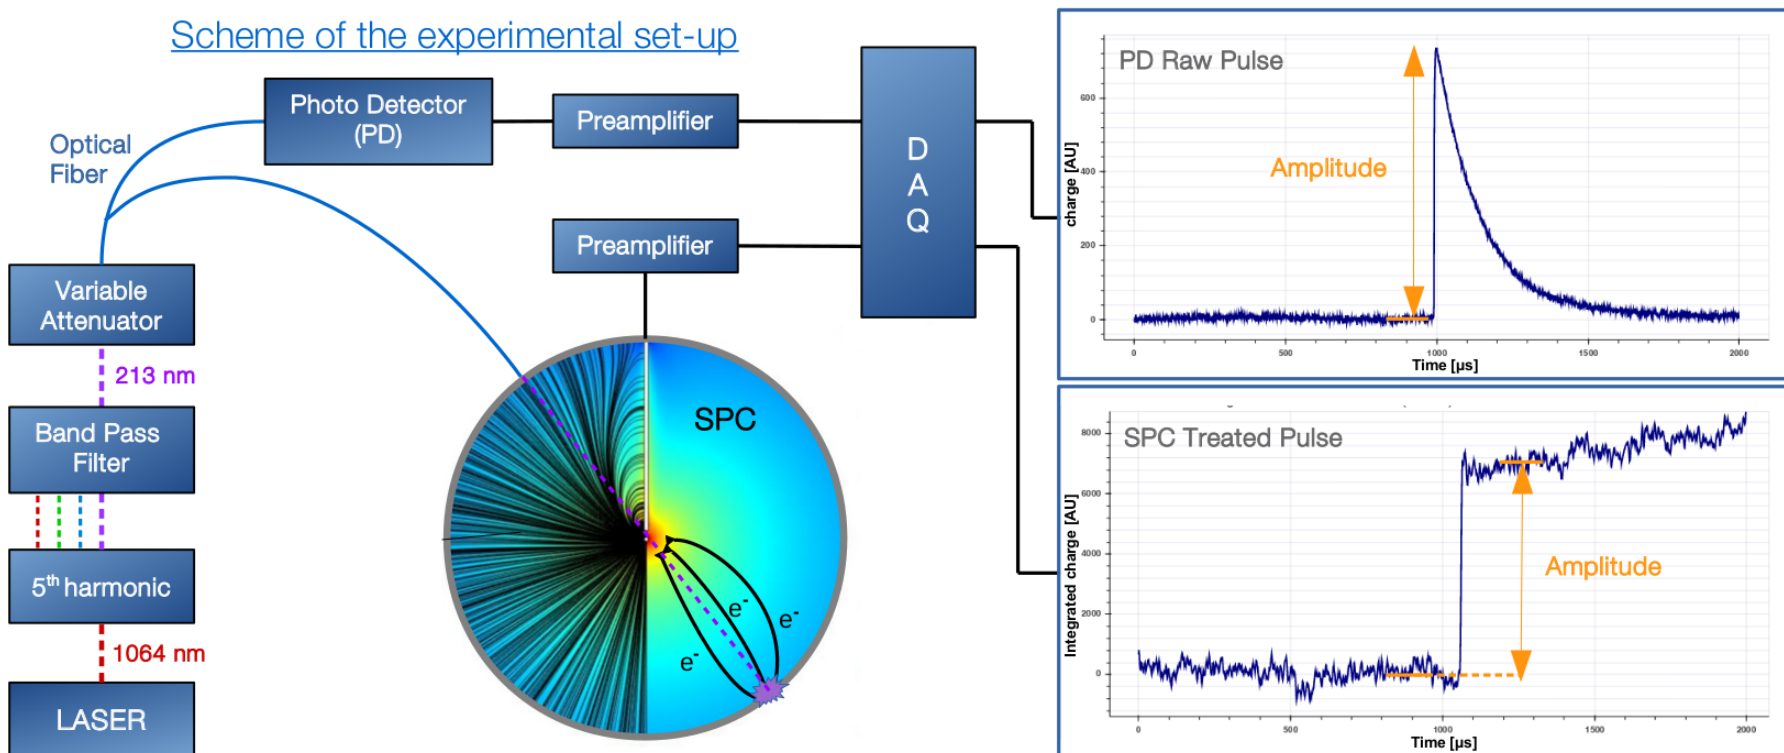 Scheme of the experimental set-up
Optical
Fiber
Photo Detector
(PD)
Preamplifier
Preamplifier
D
A
Q
Variable
Attenuator
213 nm
Band Pass
Filter
5th harmonic
1064 nm
LASER
SPC
e-
e-
e-
PD Raw Pulse
Amplitude
charge [AU]
600
400
200
0
0
500
1000
1500
2000
Time [µs]
SPC Treated Pulse
Amplitude
Integrated charge [AU]
8000
6000
4000
2000
0
0
500
1000
1500
2000
Time [µs]